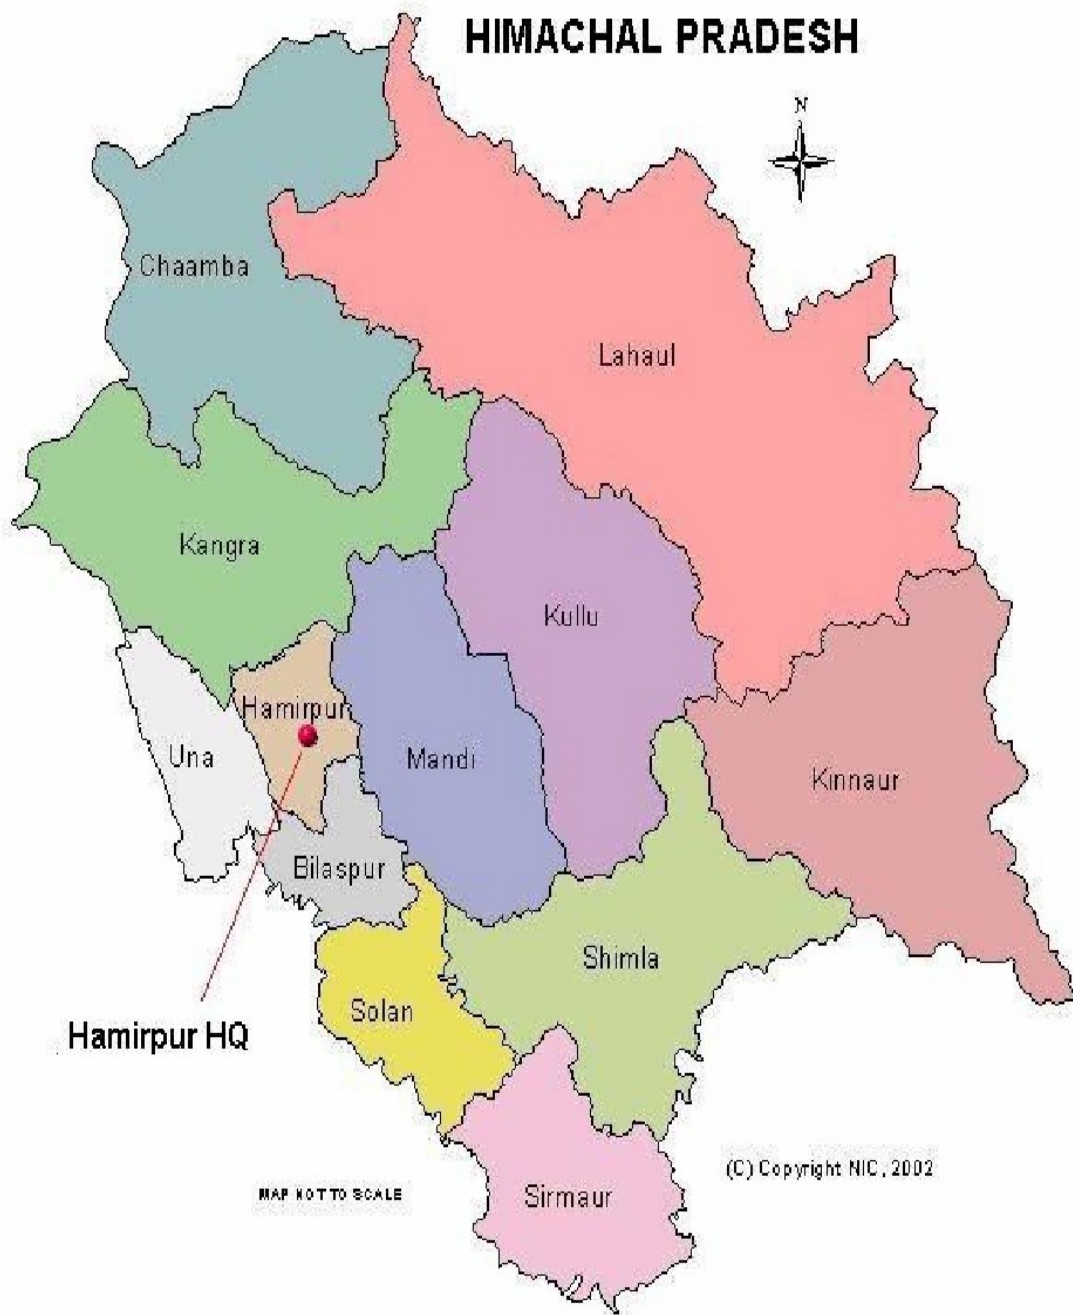 HIMACHAL PRADESH
N
Chaamba
Lahaul
Kangra
Kullu
Hamirpur
Una
Mandi
Kinnaur
Bilaspur
Shimla
Solan
Hamirpur HQ
(C) Copyright NIC, 2002
MAP NOT TO SCALE
Sirmaur